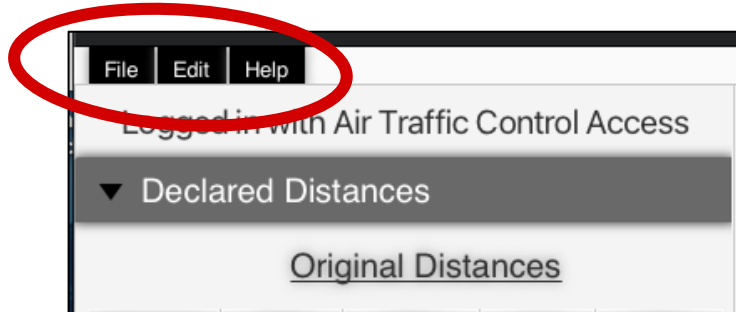 File Edit Help
Logged in with Air Traffic Control Access
Declared Distances
Original Distances